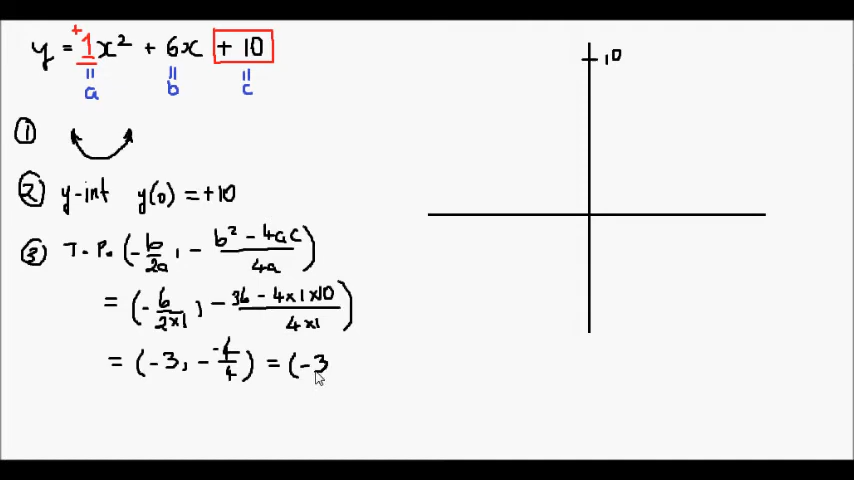 y = +1x² + 6x + 10
= = =
a b c
①
② y-int y(0) = +10
③ T.P. (-b/2a, - (b² - 4ac)/4a)
= (-6/(2×1), - (36 - 4×1×10)/(4×1))
= (-3, - -4/4) = (-3
10